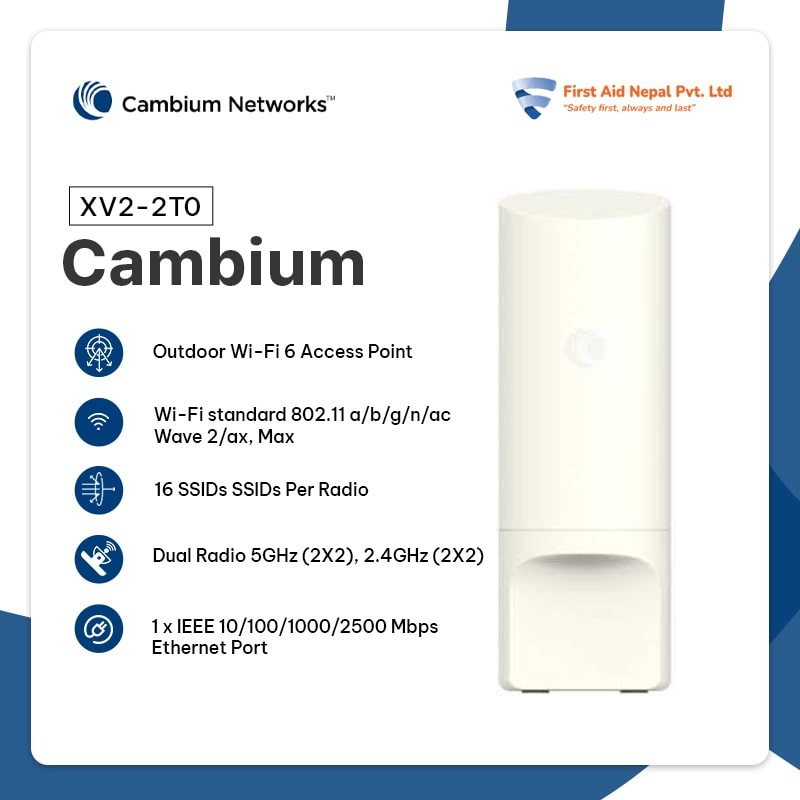 Cambium Networks™
First Aid Nepal Pvt. Ltd
"Safety first, always and last"
XV2-2T0
Cambium
Outdoor Wi-Fi 6 Access Point
Wi-Fi standard 802.11 a/b/g/n/ac
Wave 2/ax, Max
16 SSIDs SSIDs Per Radio
Dual Radio 5GHz (2X2), 2.4GHz (2X2)
1 x IEEE 10/100/1000/2500 Mbps
Ethernet Port